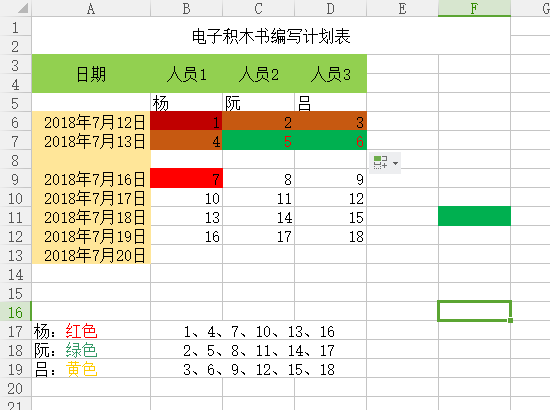 A B C D E F G
1 电子积木书编写计划表
2
3 日期 人员1 人员2 人员3
4
5 杨 阮 吕
6 2018年7月12日 1 2 3
7 2018年7月13日 4 5 6
8
9 2018年7月16日 7 8 9
10 2018年7月17日 10 11 12
11 2018年7月18日 13 14 15
12 2018年7月19日 16 17 18
13 2018年7月20日
14
15
16
17 杨：红色 1、4、7、10、13、16
18 阮：绿色 2、5、8、11、14、17
19 吕：黄色 3、6、9、12、15、18
20
21